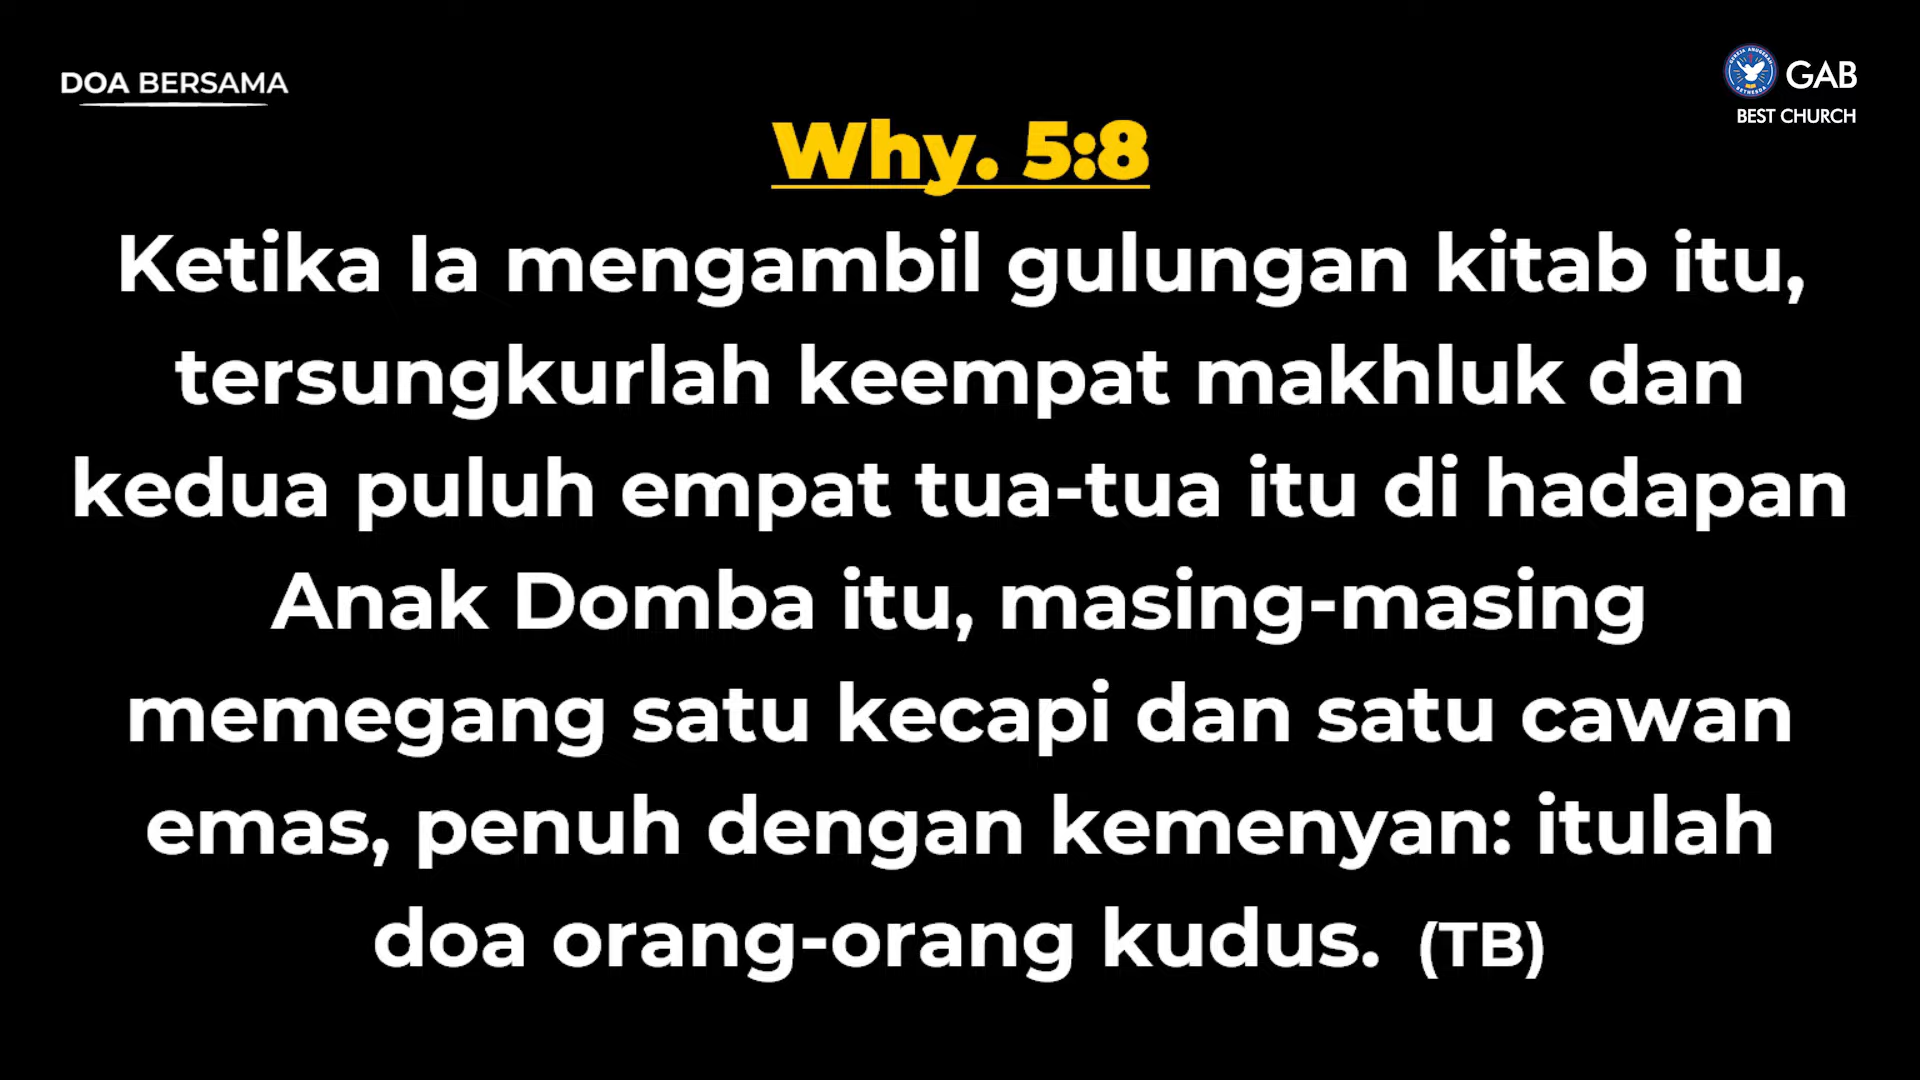 DOA BERSAMA
GAB
BEST CHURCH
Why. 5:8
Ketika Ia mengambil gulungan kitab itu,
tersungkurlah keempat makhluk dan
kedua puluh empat tua-tua itu di hadapan
Anak Domba itu, masing-masing
memegang satu kecapi dan satu cawan
emas, penuh dengan kemenyan: itulah
doa orang-orang kudus. (TB)